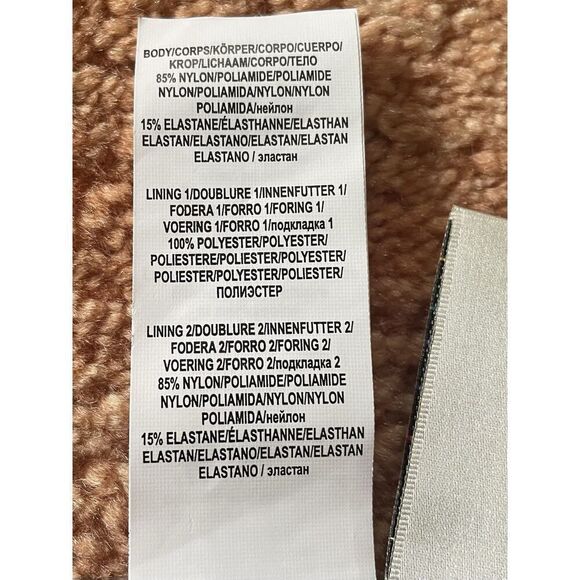 BODY/CORPS/KÖRPER/CORPO/CUERPO/
KROP/LICHAAM/CORPO/ТЕЛО
85% NYLON/POLIAMIDE/POLIAMIDE
NYLON/POLIAMIDA/NYLON/NYLON
POLIAMIDA/нейлон
15% ELASTANE/ÉLASTHANNE/ELASTHAN
ELASTAN/ELASTANO/ELASTAN/ELASTAN
ELASTANO / эластан
LINING 1/DOUBLURE 1/INNENFUTTER 1/
FODERA 1/FORRO 1/FORING 1/
VOERING 1/FORRO 1/подкладка 1
100% POLYESTER/POLYESTER/
POLIESTERE/POLIESTER/POLYESTER/
POLIESTER/POLYESTER/POLIESTER/
ПОЛИЭСТЕР
LINING 2/DOUBLURE 2/INNENFUTTER 2/
FODERA 2/FORRO 2/FORING 2/
VOERING 2/FORRO 2/подкладка 2
85% NYLON/POLIAMIDE/POLIAMIDE
NYLON/POLIAMIDA/NYLON/NYLON
POLIAMIDA/нейлон
15% ELASTANE/ÉLASTHANNE/ELASTHAN
ELASTAN/ELASTANO/ELASTAN/ELASTAN
ELASTANO / эластан